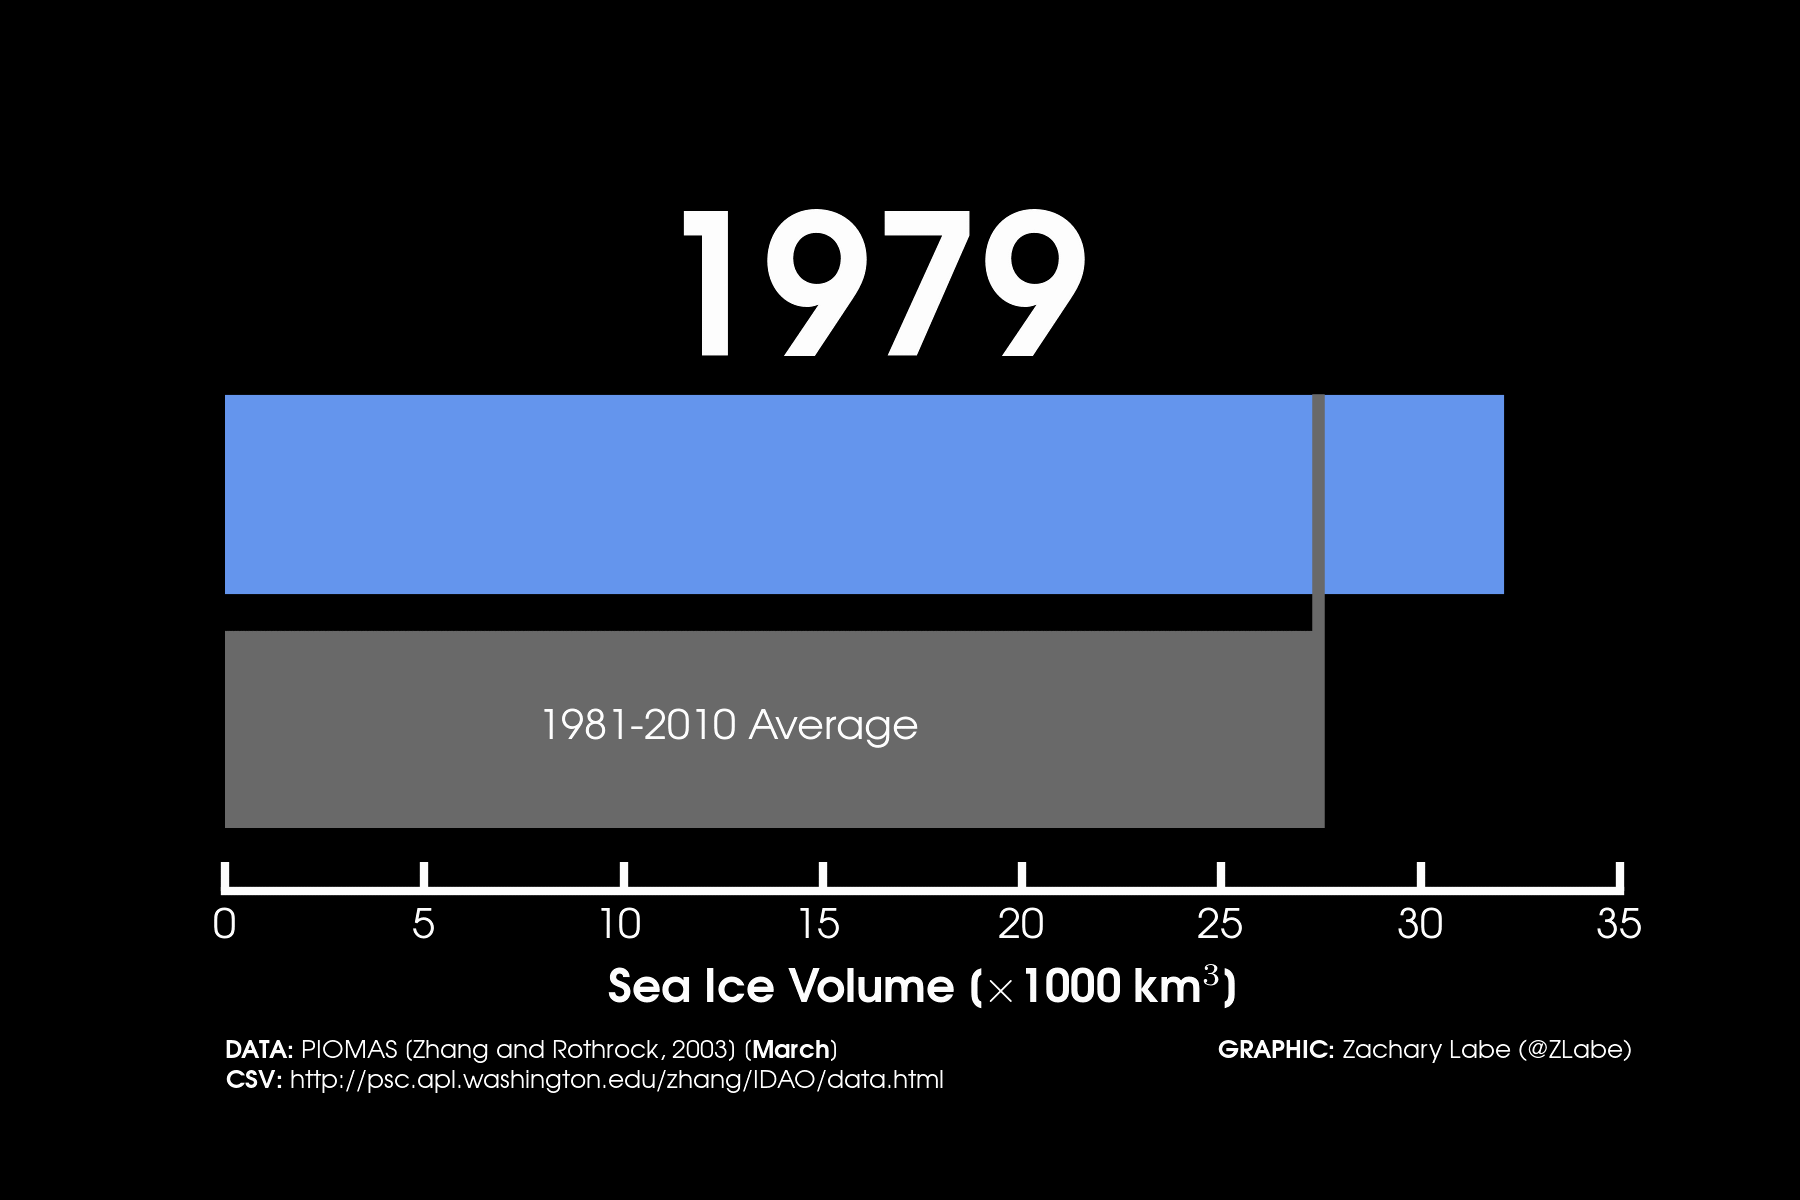 1979
1981-2010 Average
0 5 10 15 20 25 30 35
Sea Ice Volume (×1000 km³)
DATA: PIOMAS (Zhang and Rothrock, 2003) (March) GRAPHIC: Zachary Labe (@ZLabe)
CSV: http://psc.apl.washington.edu/zhang/IDAO/data.html